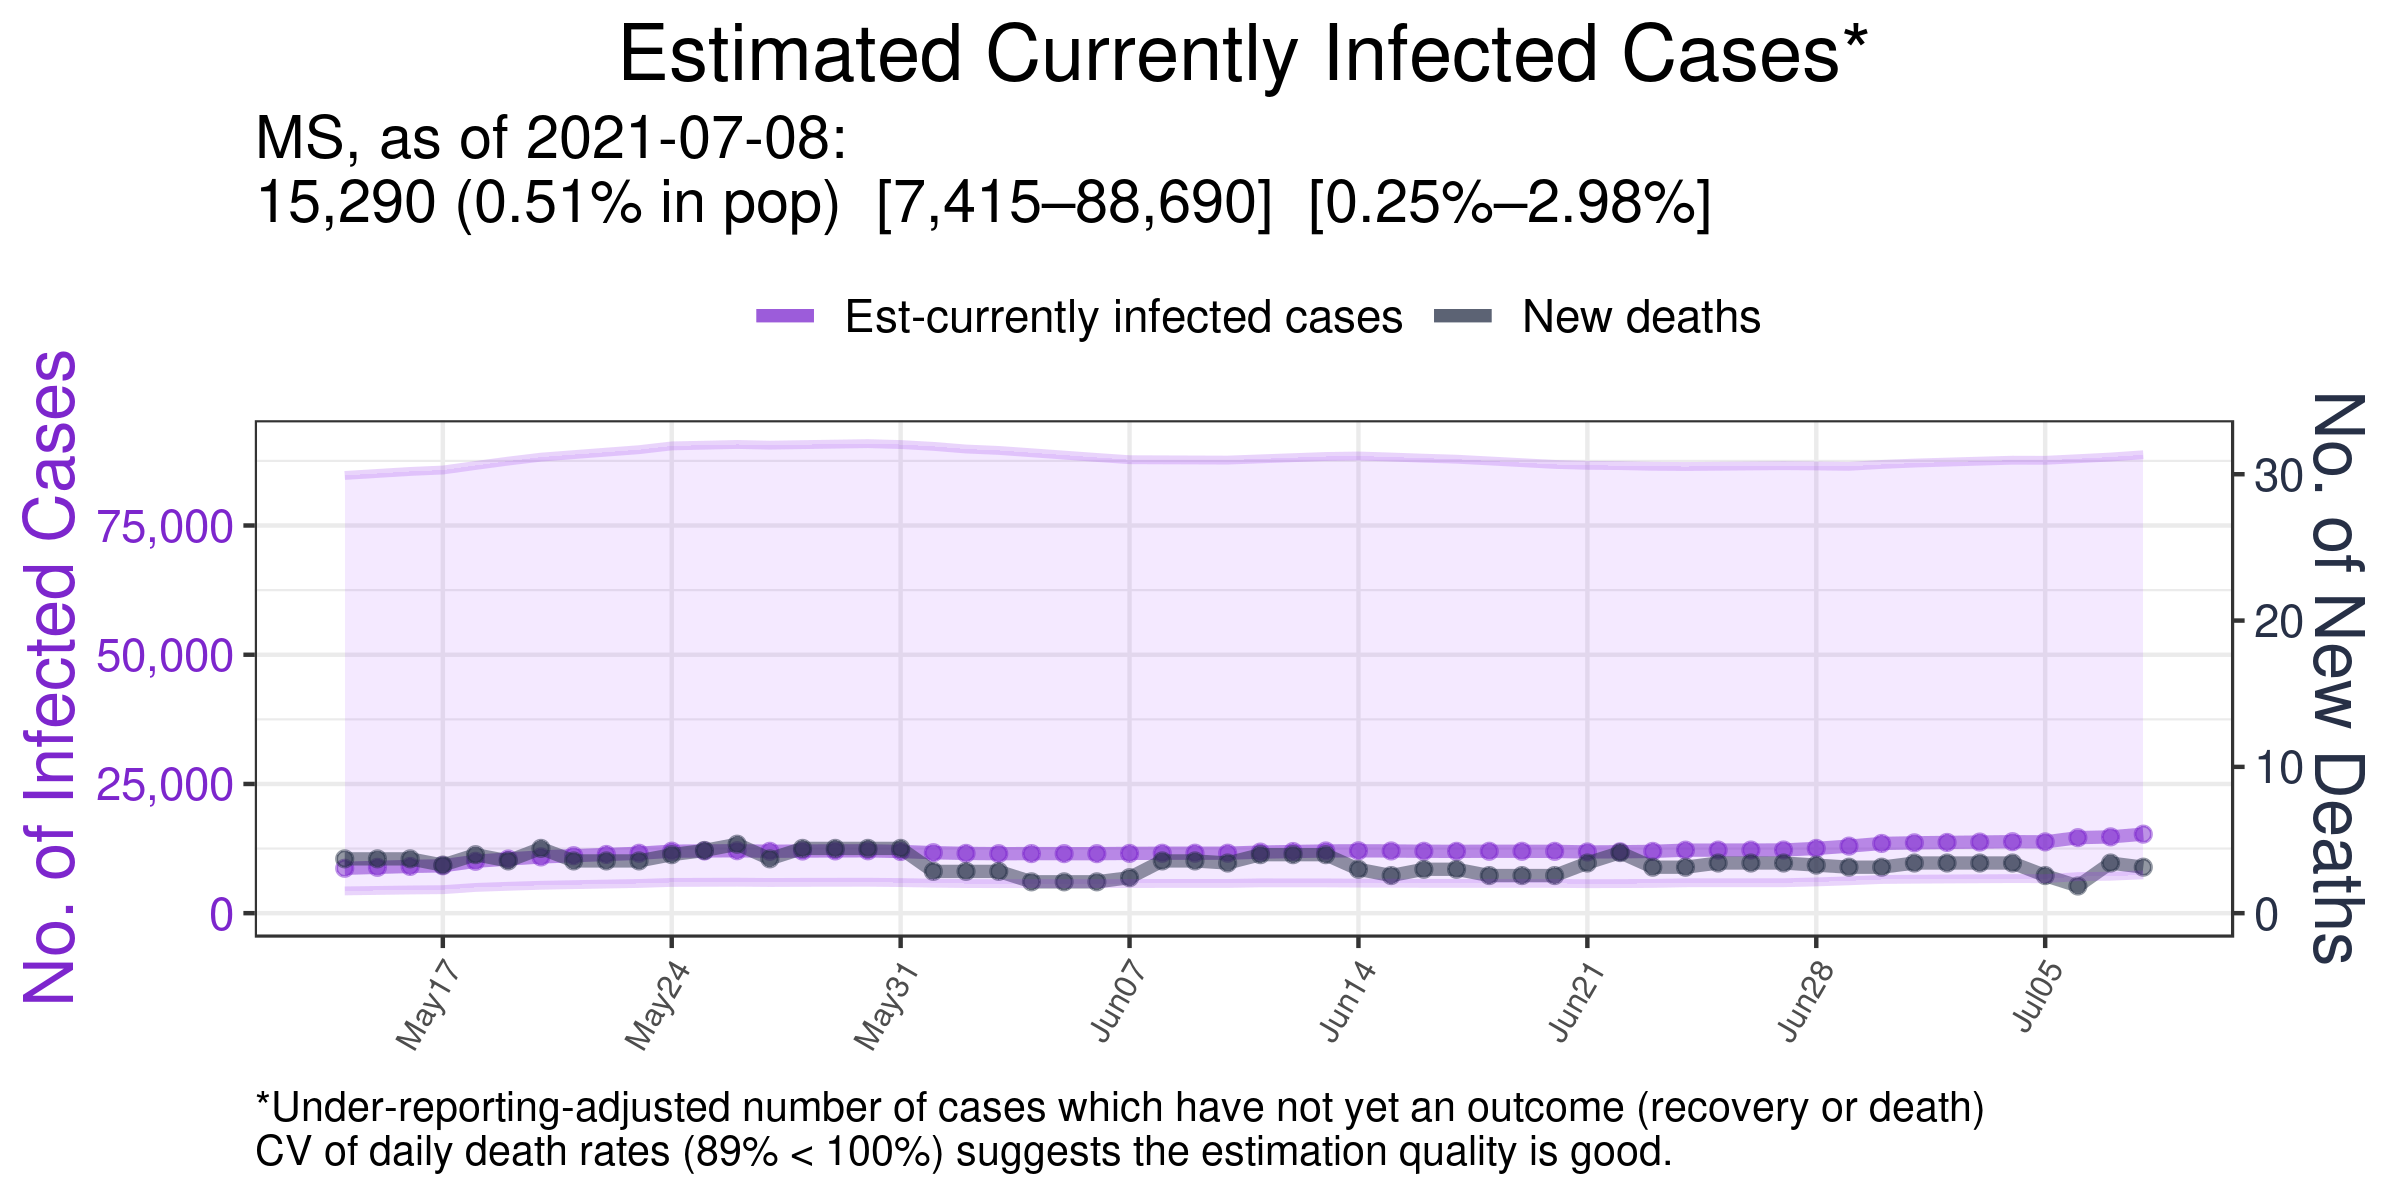 Estimated Currently Infected Cases*
MS, as of 2021-07-08:
15,290 (0.51% in pop)  [7,415–88,690]  [0.25%–2.98%]
Est-currently infected cases
New deaths
No. of Infected Cases
75,000
50,000
25,000
0
30
20
10
0
No. of New Deaths
May17
May24
May31
Jun07
Jun14
Jun21
Jun28
Jul05
*Under-reporting-adjusted number of cases which have not yet an outcome (recovery or death)
CV of daily death rates (89% < 100%) suggests the estimation quality is good.